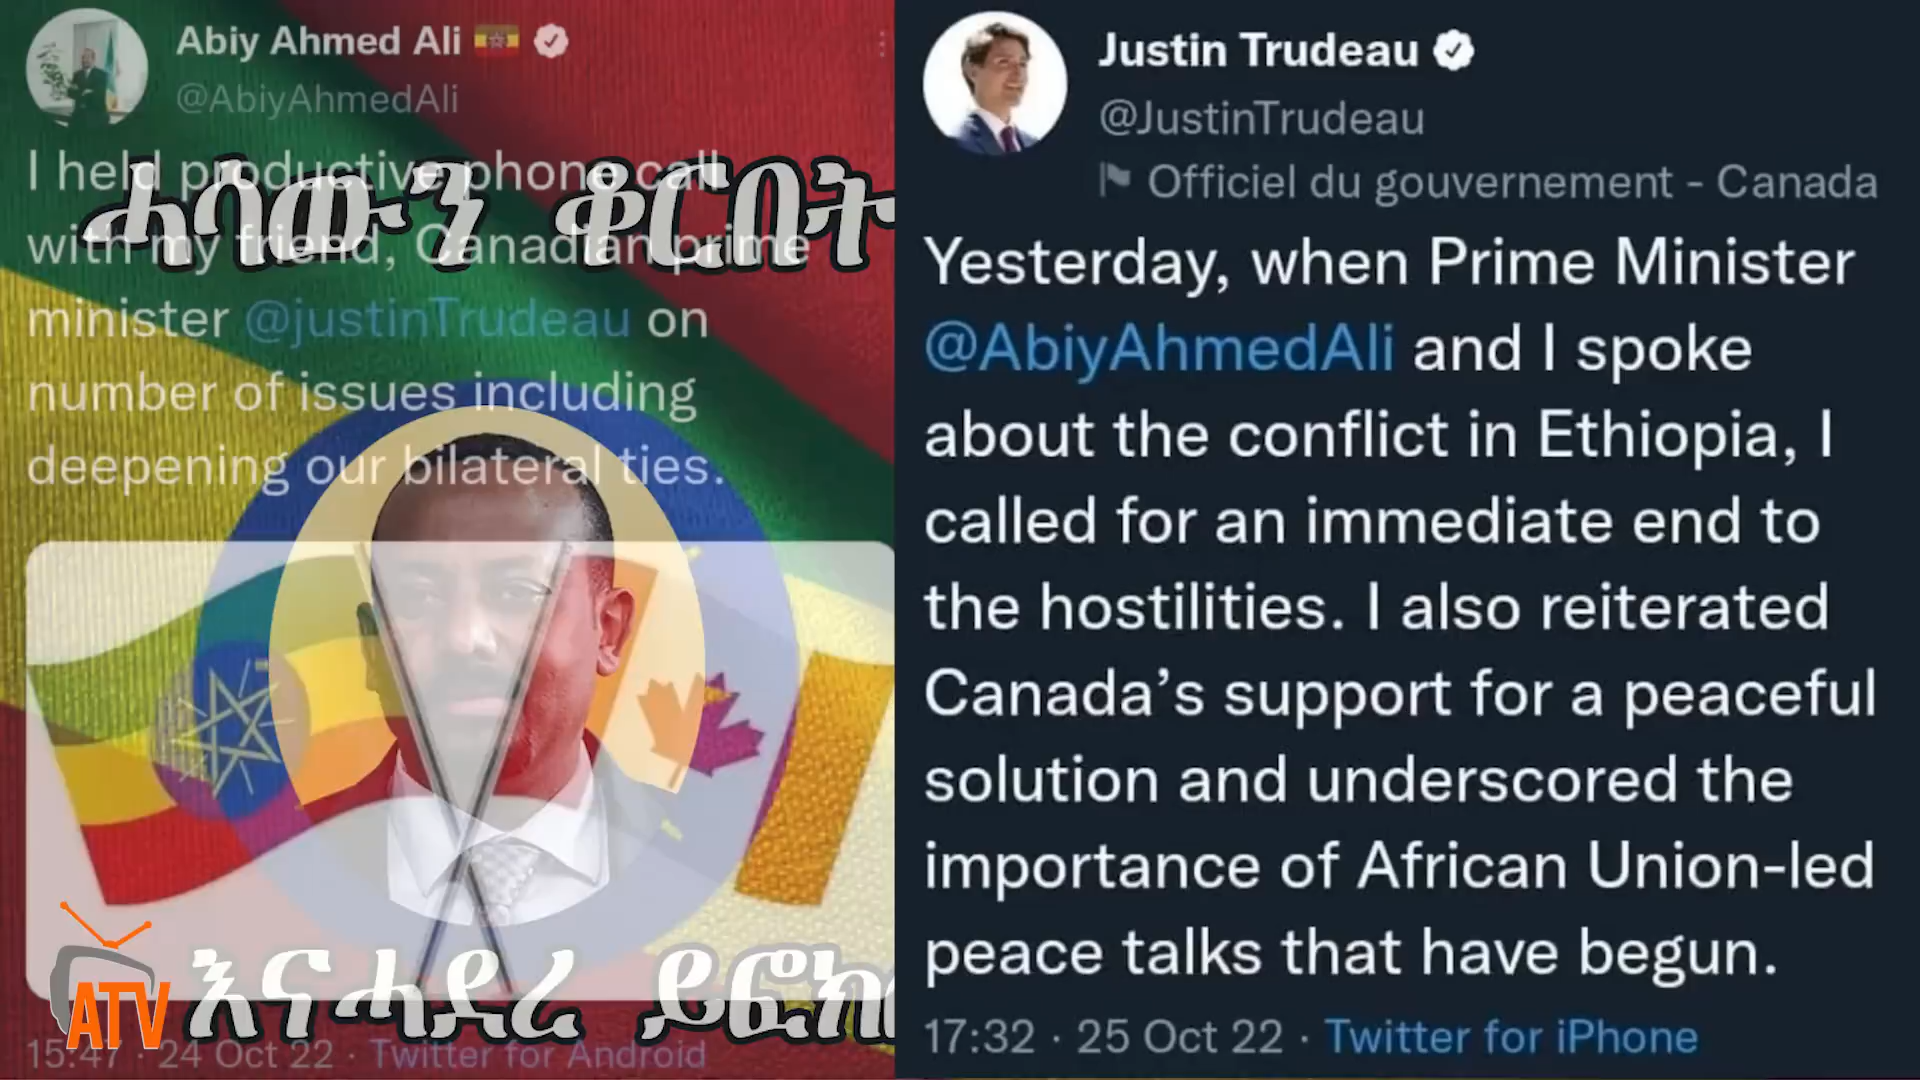 Abiy Ahmed Ali
@AbiyAhmedAli
I held productive phone call
with my friend, Canadian prime
minister @justinTrudeau on
number of issues including
deepening our bilateral ties.
15:47 · 24 Oct 22 · Twitter for Android
ሓሳውን ቆርበት
እናሓደረ ይፎክ
ATV
Justin Trudeau
@JustinTrudeau
Officiel du gouvernement - Canada
Yesterday, when Prime Minister
@AbiyAhmedAli and I spoke
about the conflict in Ethiopia, I
called for an immediate end to
the hostilities. I also reiterated
Canada’s support for a peaceful
solution and underscored the
importance of African Union-led
peace talks that have begun.
17:32 · 25 Oct 22 · Twitter for iPhone